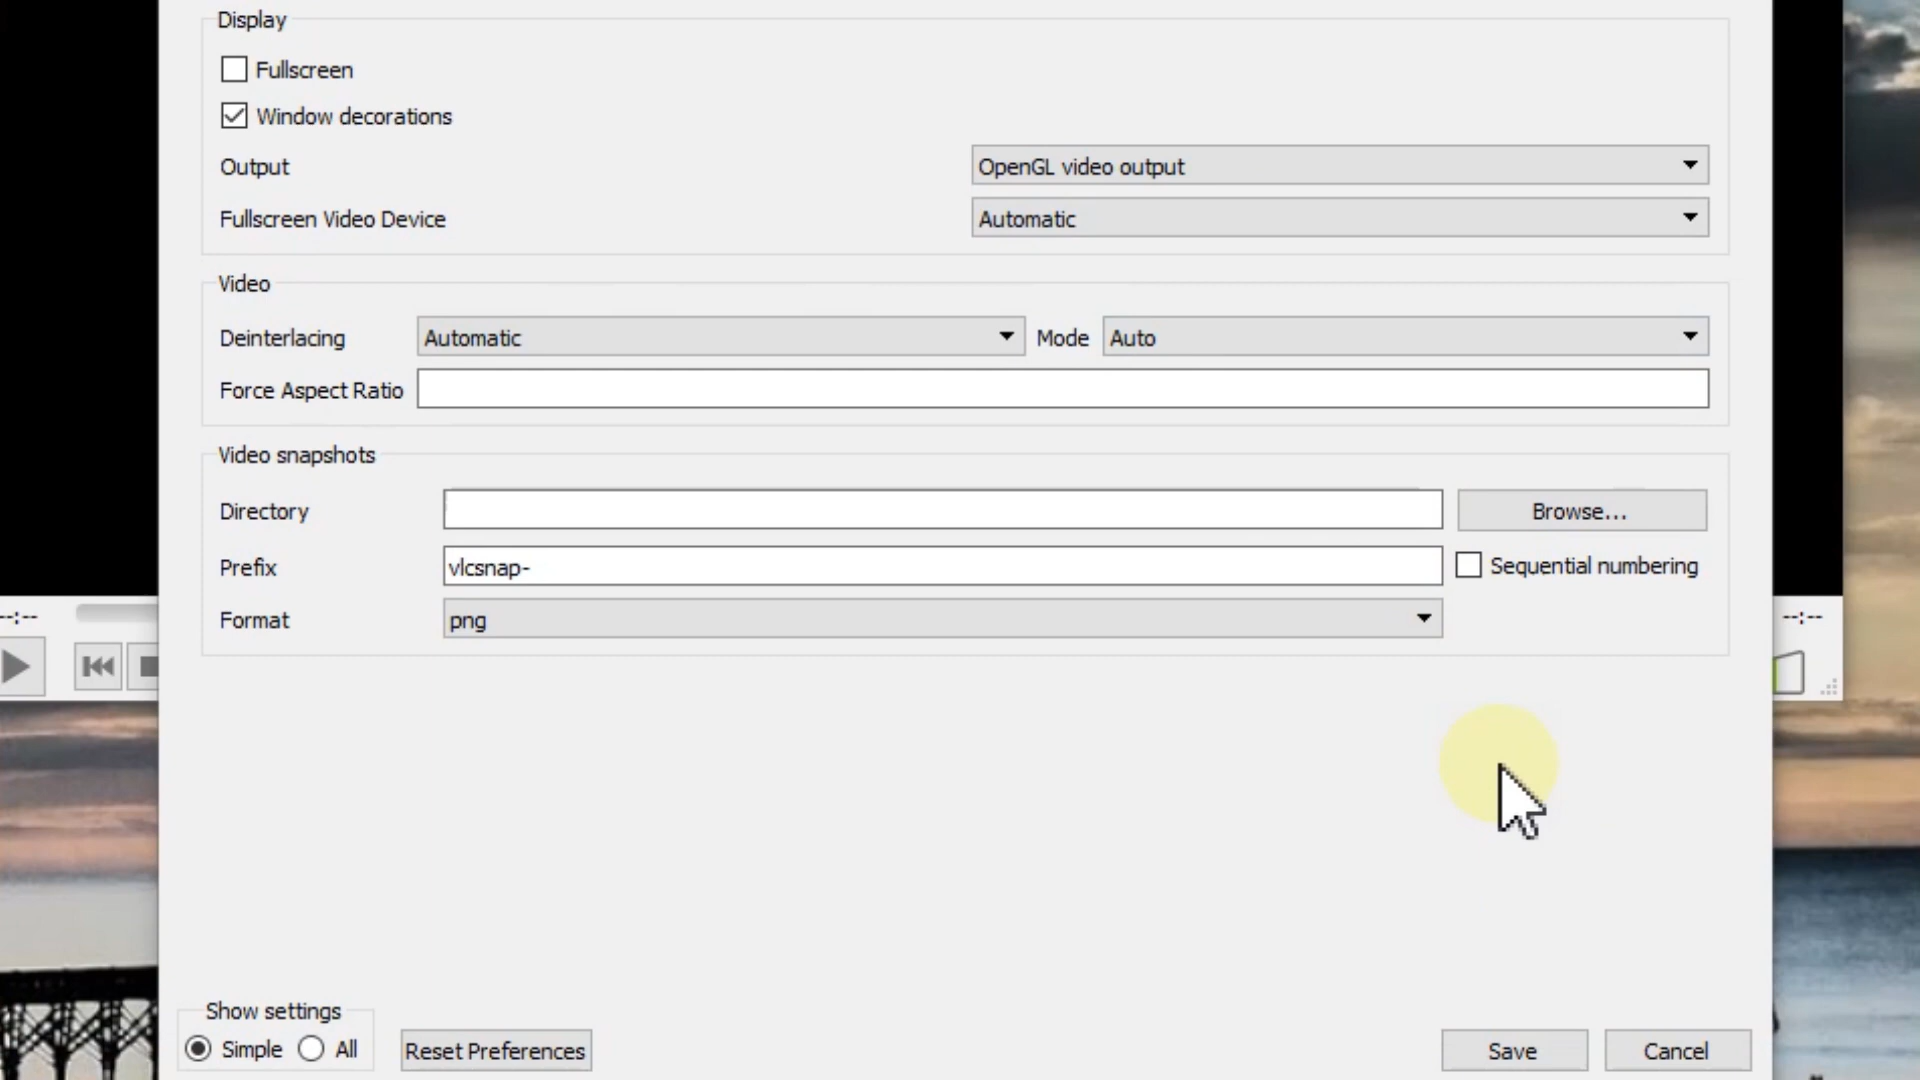 Display
Fullscreen
Window decorations
Output OpenGL video output
Fullscreen Video Device Automatic
Video
Deinterlacing Automatic Mode Auto
Force Aspect Ratio
Video snapshots
Directory Browse...
Prefix vlcsnap- Sequential numbering
Format png
--:-- --:--
Show settings
Simple All Reset Preferences Save Cancel